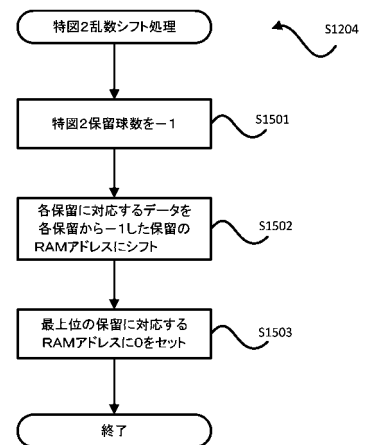 特図２乱数シフト処理
S1204
特図２保留球数を－１
S1501
各保留に対応するデータを
各保留から－１した保留の
RAMアドレスにシフト
S1502
最上位の保留に対応する
RAMアドレスに０をセット
S1503
終了